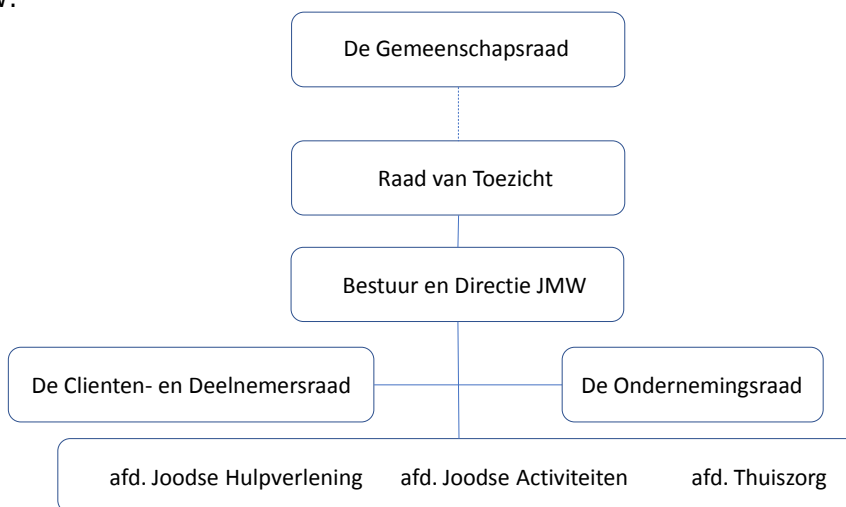 De Gemeenschapsraad
Raad van Toezicht
Bestuur en Directie JMW
De Clienten- en Deelnemersraad
De Ondernemingsraad
afd. Joodse Hulpverlening afd. Joodse Activiteiten afd. Thuiszorg